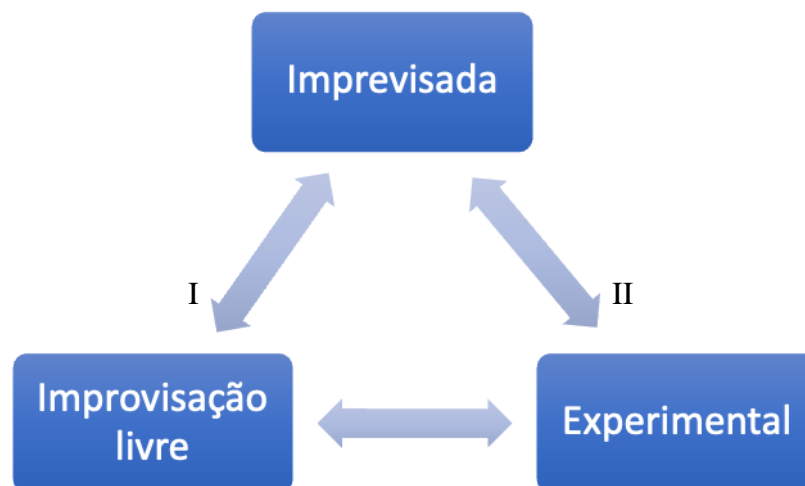 Imprevisada
I
II
Improvisação
livre
Experimental